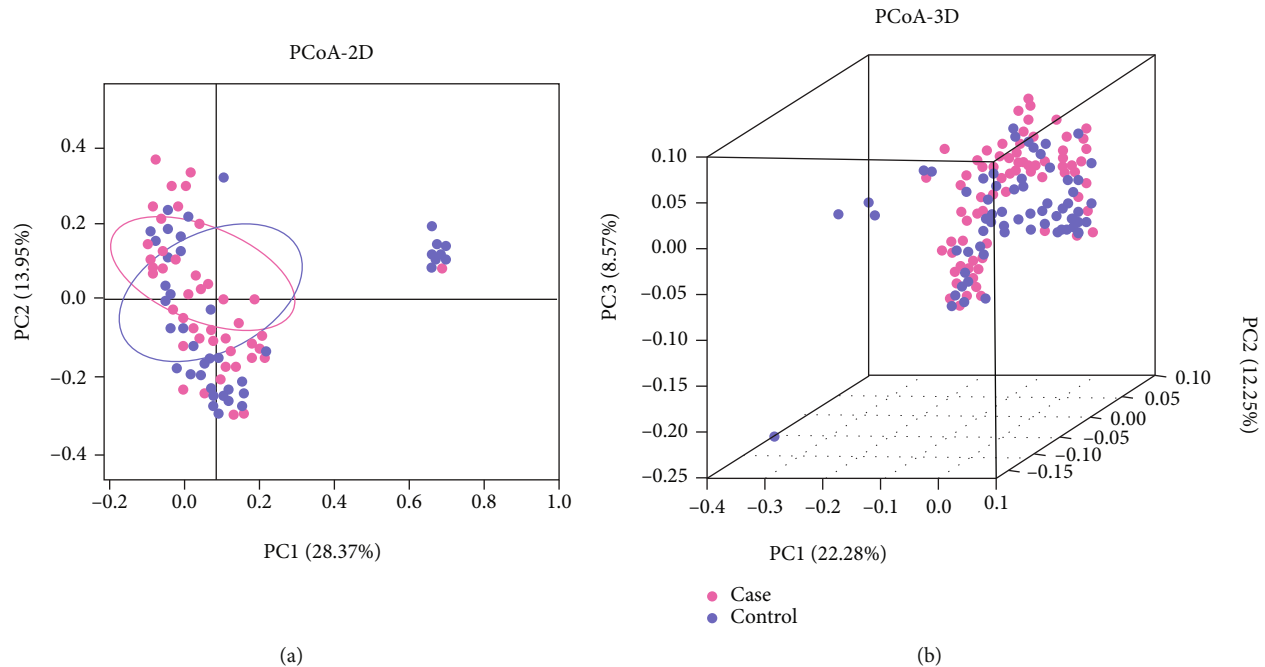 PCoA-2D
PC2 (13.95%)
0.4
0.2
0.0
−0.2
−0.4
−0.2 0.0 0.2 0.4 0.6 0.8 1.0
PC1 (28.37%)
(a)
PCoA-3D
PC3 (8.57%)
0.10
0.05
0.00
−0.05
−0.10
−0.15
−0.20
−0.25
−0.4 −0.3 −0.2 −0.1 0.0 0.1
PC1 (22.28%)
0.10
0.05
0.00
−0.05
−0.10
−0.15
PC2 (12.25%)
Case
Control
(b)